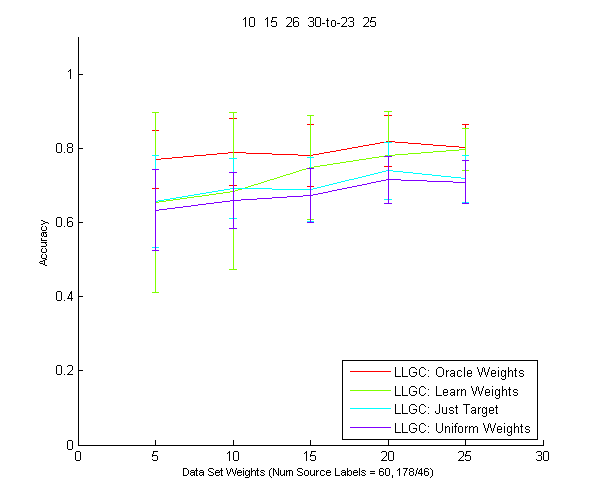 10 15 26 30-to-23 25
1
0.8
0.6
0.4
0.2
0
Accuracy
0 5 10 15 20 25 30
Data Set Weights (Num Source Labels = 60, 178/46)
LLGC: Oracle Weights
LLGC: Learn Weights
LLGC: Just Target
LLGC: Uniform Weights